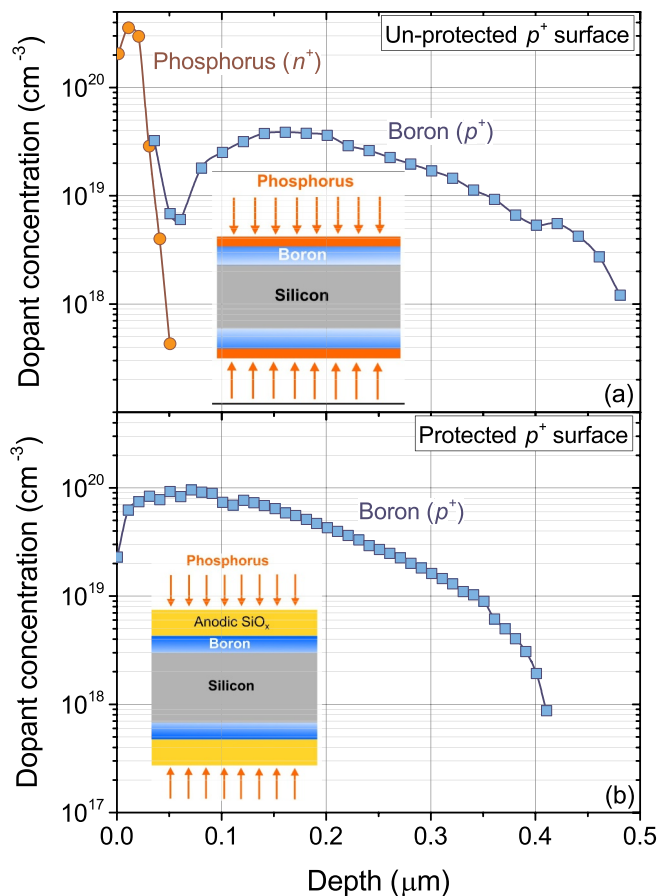 Un-protected p⁺ surface
Phosphorus (n⁺)
Boron (p⁺)
10²⁰
10¹⁹
10¹⁸
Dopant concentration (cm⁻³)
Phosphorus
Boron
Silicon
(a)
Protected p⁺ surface
Boron (p⁺)
10²⁰
10¹⁹
10¹⁸
10¹⁷
Dopant concentration (cm⁻³)
Phosphorus
Anodic SiOₓ
Boron
Silicon
(b)
0.0 0.1 0.2 0.3 0.4 0.5
Depth (μm)